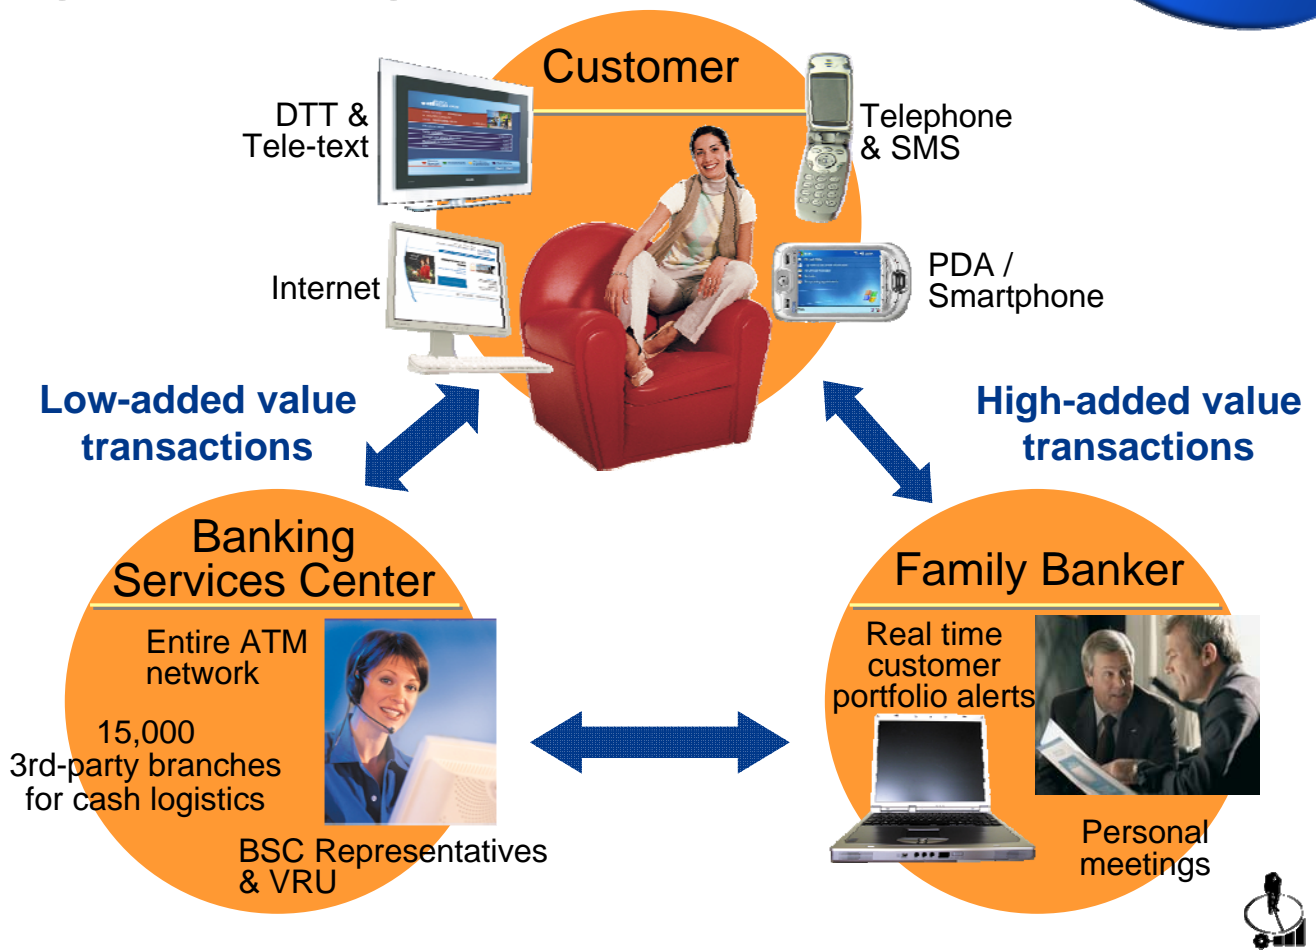 Customer
DTT &
Tele-text
Telephone
& SMS
Internet
PDA /
Smartphone
Low-added value
transactions
High-added value
transactions
Banking
Services Center
Entire ATM
network
15,000
3rd-party branches
for cash logistics
BSC Representatives
& VRU
Family Banker
Real time
customer
portfolio alerts
Personal
meetings